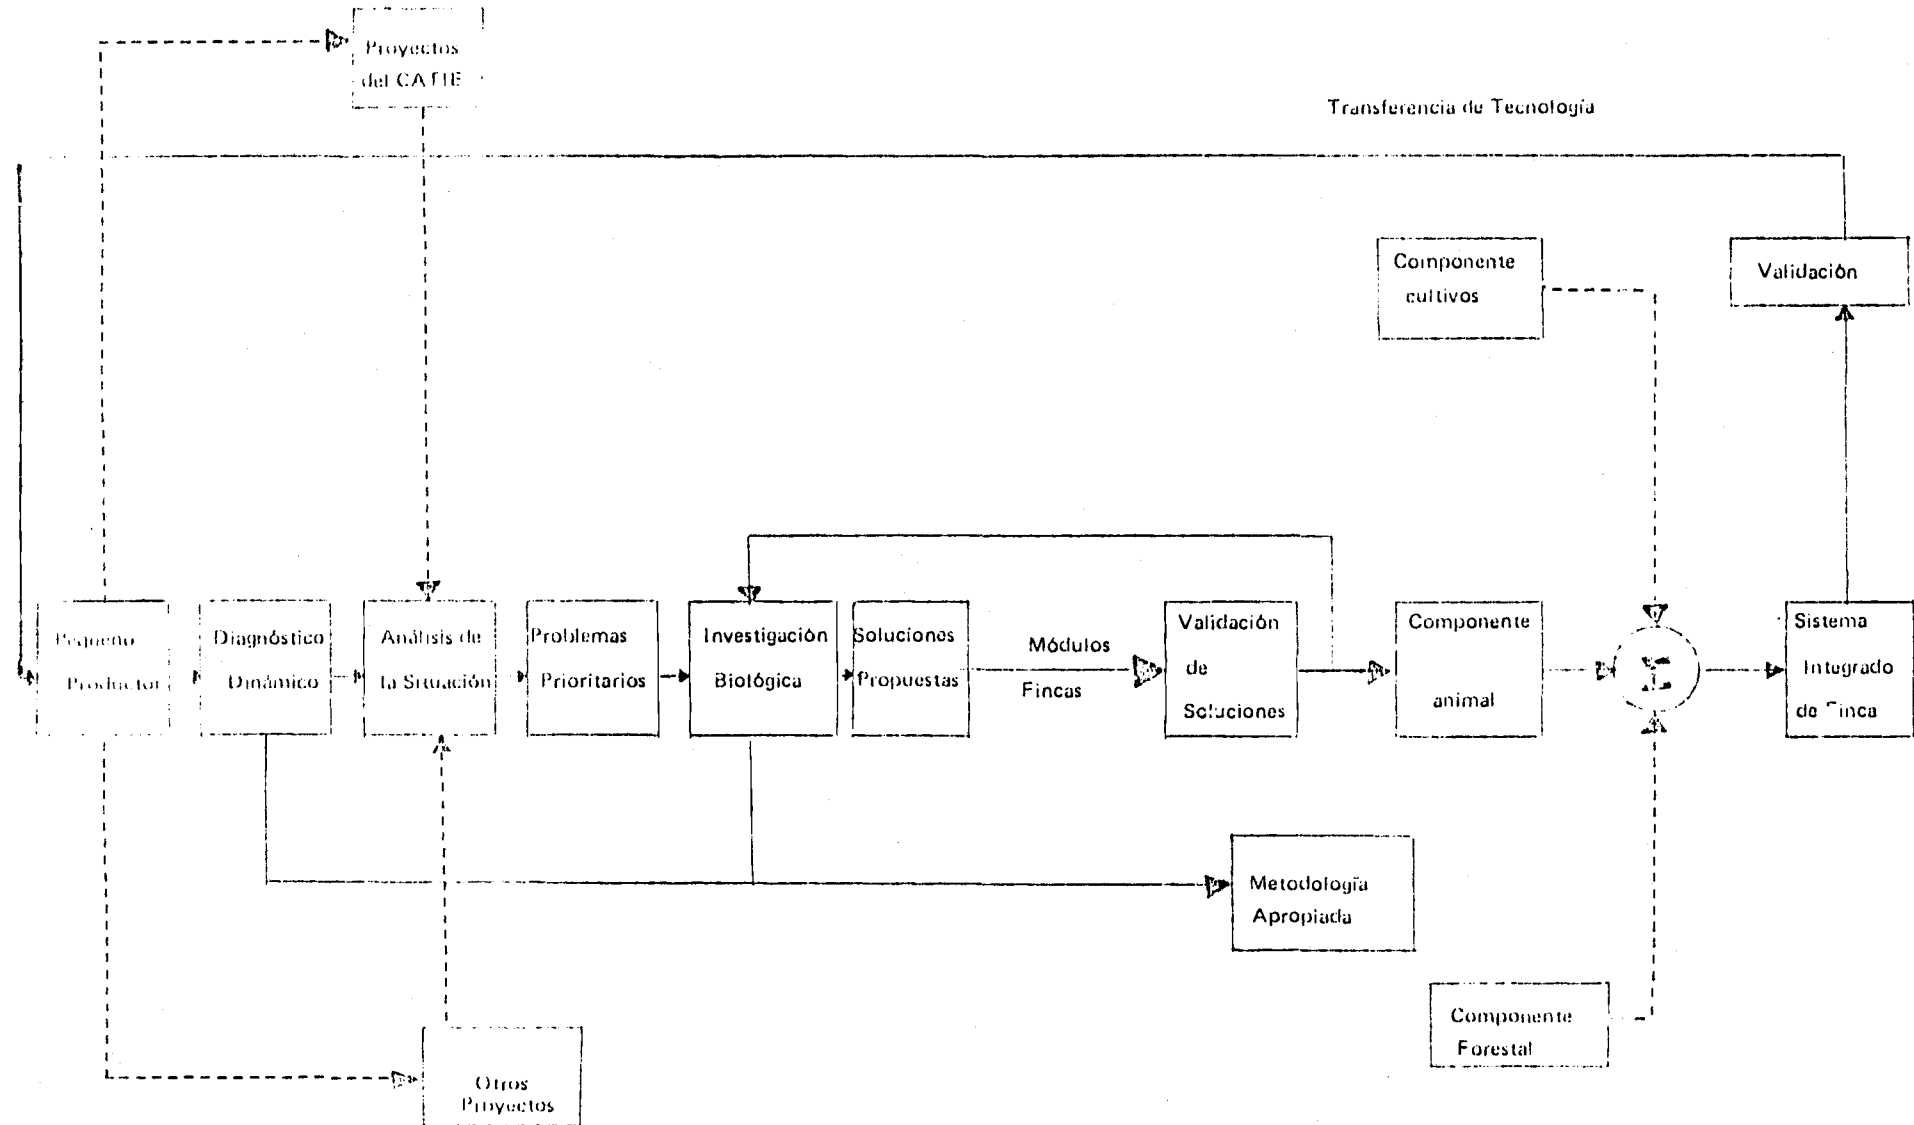 Proyectos
del CATIE
Transferencia de Tecnología
Componente
cultivos
Validación
Pequeño
Productor
Diagnóstico
Dinámico
Análisis de
la Situación
Problemas
Prioritarios
Investigación
Biológica
Soluciones
Propuestas
Módulos
Fincas
Validación
de
Soluciones
Componente
animal
Sistema
Integrado
de Finca
Metodología
Apropiada
Componente
Forestal
Otros
Proyectos